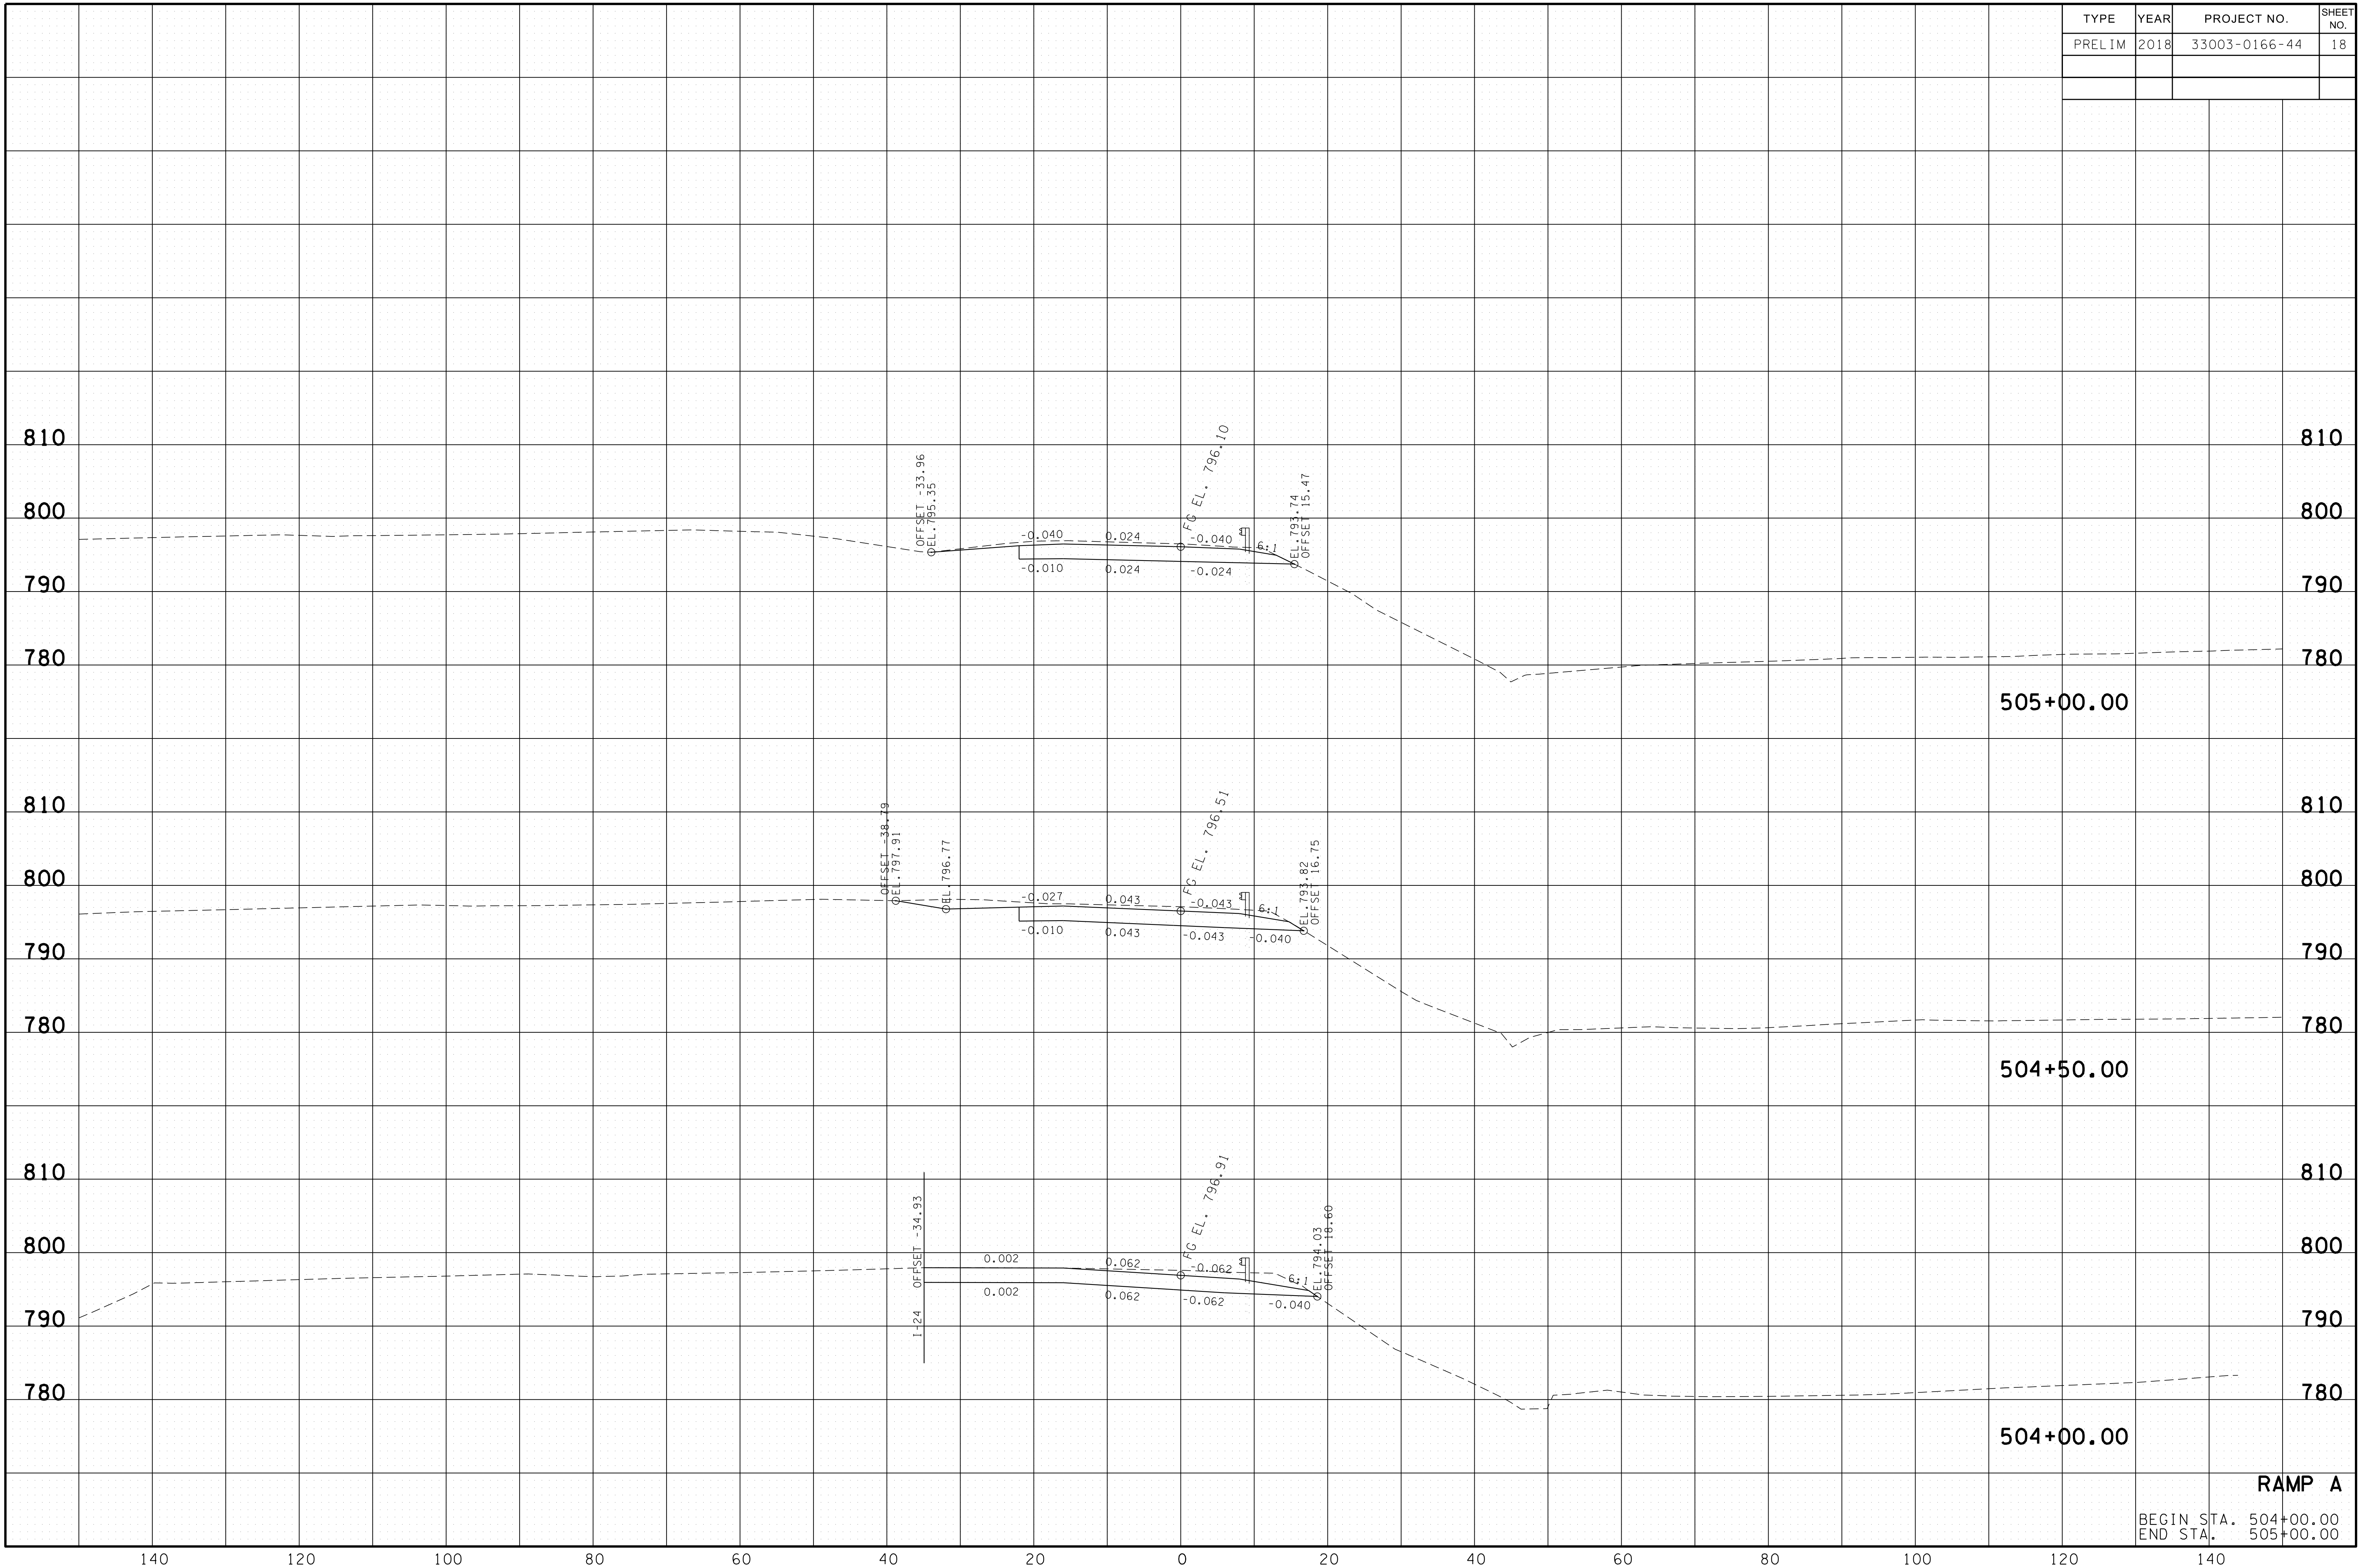 TYPE YEAR PROJECT NO. SHEET NO.
PRELIM 2018 33003-0166-44 18
810 810
800 800
790 790
780 780
OFFSET -33.96
EL.795.35
-0.040 0.024 -0.040 6:1
FG EL. 796.10
EL.793.74
OFFSET 15.47
-0.010 0.024 -0.024
505+00.00
810 810
800 800
790 790
780 780
OFFSET -38.79
EL.797.91
EL.796.77
-0.027 0.043 -0.043 6:1
FG EL. 796.51
EL.793.82
OFFSET 16.75
-0.010 0.043 -0.043 -0.040
504+50.00
810 810
800 800
790 790
780 780
I-24 OFFSET -34.93
0.002 0.062 -0.062 6:1
FG EL. 796.91
EL.794.03
OFFSET 18.60
0.002 0.062 -0.062 -0.040
504+00.00
RAMP A
BEGIN STA. 504+00.00
END STA. 505+00.00
140 120 100 80 60 40 20 0 20 40 60 80 100 120 140